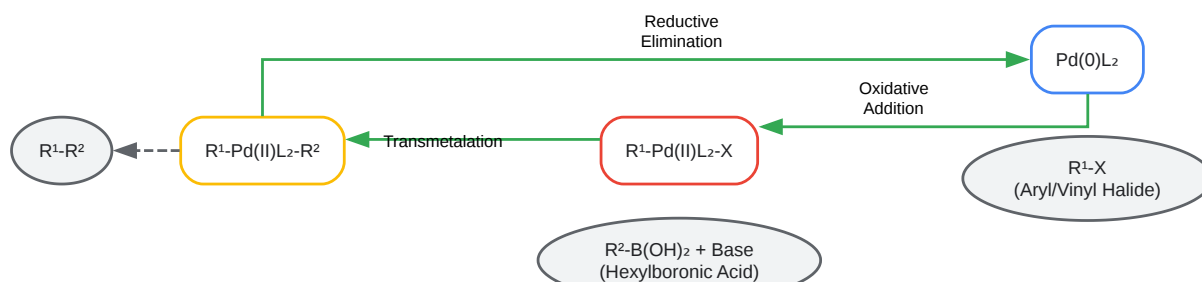 Reductive
Elimination
Pd(0)L₂
Oxidative
Addition
R¹-R²
R¹-Pd(II)L₂-R²
Transmetalation
R¹-Pd(II)L₂-X
R¹-X
(Aryl/Vinyl Halide)
R²-B(OH)₂ + Base
(Hexylboronic Acid)